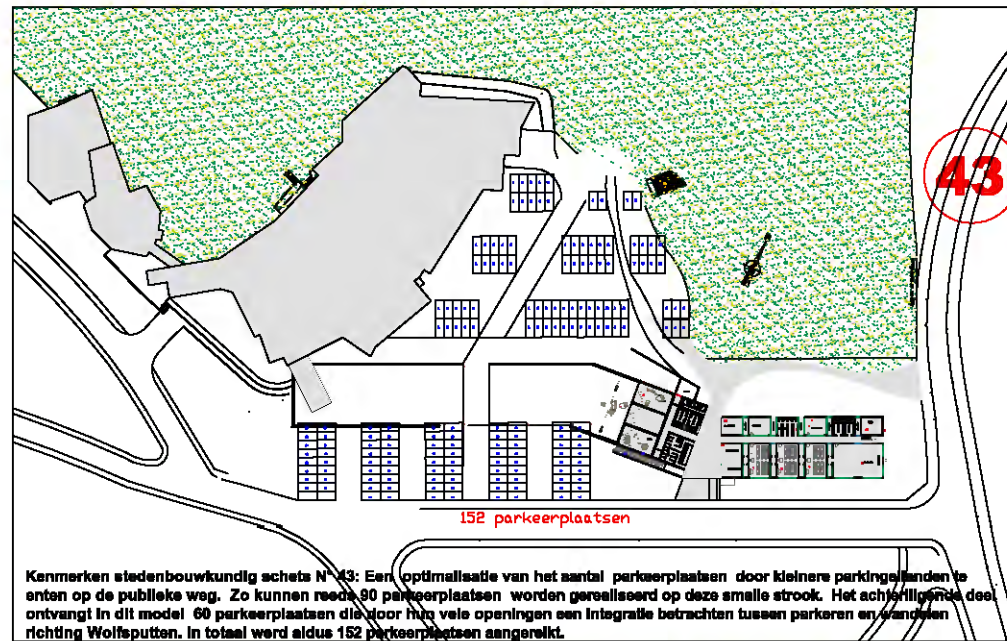 43
152 parkeerplaatsen
Kenmerken stedenbouwkundig schets N° 43: Een optimalisatie van het aantal parkeerplaatsen door kleinere parkingeilanden te
enten op de publieke weg. Zo kunnen reeds 90 parkeerplaatsen worden gerealiseerd op deze smalle strook. Het achterliggende deel
ontvangt in dit model 60 parkeerplaatsen die door hun vele openingen een integratie betrachten tussen parkeren en wandelen
richting Wolfsputten. In totaal werd aldus 152 parkeerplaatsen aangereikt.